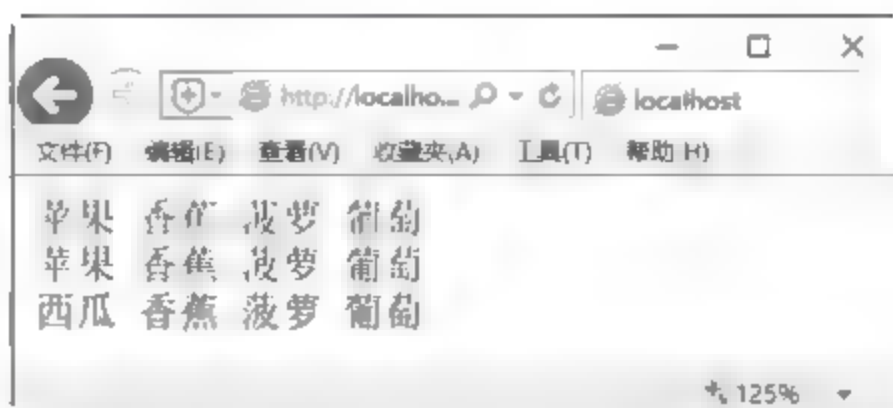 http://localho... localhost
文件(F) 编辑(E) 查看(V) 收藏夹(A) 工具(T) 帮助(H)
苹果 香蕉 菠萝 葡萄
苹果 香蕉 菠萝 葡萄
西瓜 香蕉 菠萝 葡萄
125%